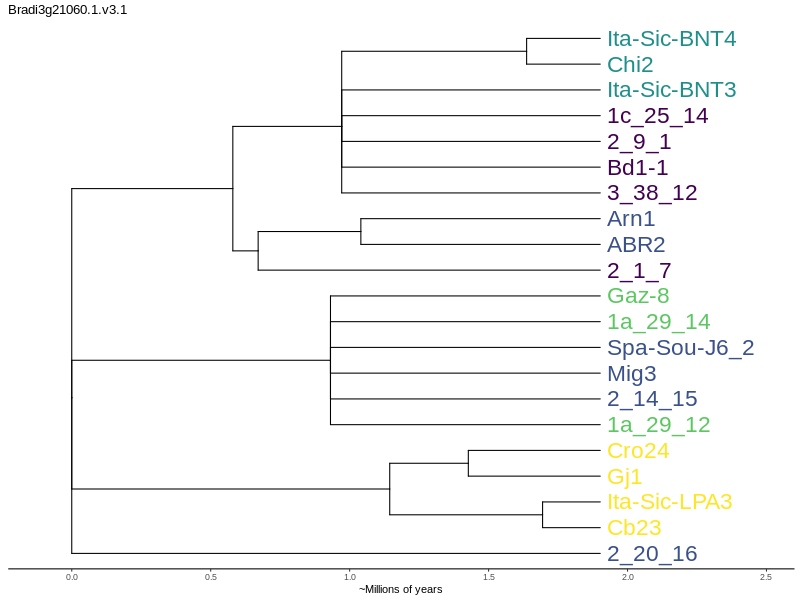 Bradi3g21060.1.v3.1
Ita-Sic-BNT4
Chi2
Ita-Sic-BNT3
1c_25_14
2_9_1
Bd1-1
3_38_12
Arn1
ABR2
2_1_7
Gaz-8
1a_29_14
Spa-Sou-J6_2
Mig3
2_14_15
1a_29_12
Cro24
Gj1
Ita-Sic-LPA3
Cb23
2_20_16
0.0 0.5 1.0 1.5 2.0 2.5
~Millions of years